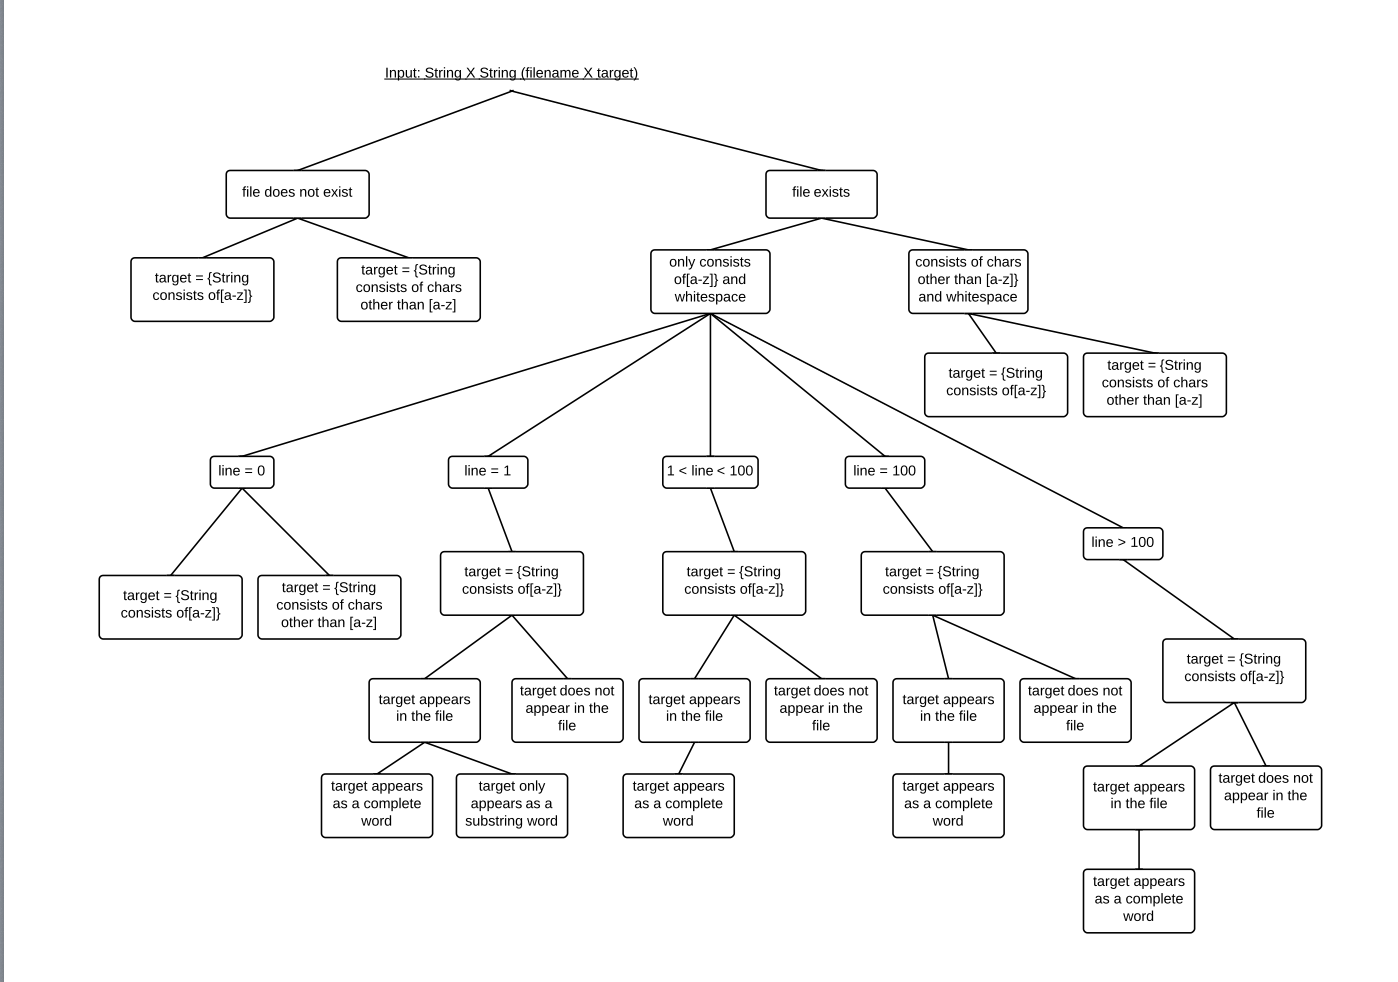 Input: String X String (filename X target)
file does not exist
file exists
target = {String
consists of[a-z]}
target = {String
consists of chars
other than [a-z]
only consists
of[a-z]} and
whitespace
consists of chars
other than [a-z]}
and whitespace
target = {String
consists of[a-z]}
target = {String
consists of chars
other than [a-z]
line = 0
line = 1
1 < line < 100
line = 100
line > 100
target = {String
consists of[a-z]}
target = {String
consists of chars
other than [a-z]
target = {String
consists of[a-z]}
target = {String
consists of[a-z]}
target = {String
consists of[a-z]}
target = {String
consists of[a-z]}
target appears
in the file
target does not
appear in the
file
target appears
in the file
target does not
appear in the
file
target appears
in the file
target does not
appear in the
file
target appears
in the file
target does not
appear in the
file
target appears
as a complete
word
target only
appears as a
substring word
target appears
as a complete
word
target appears
as a complete
word
target appears
as a complete
word